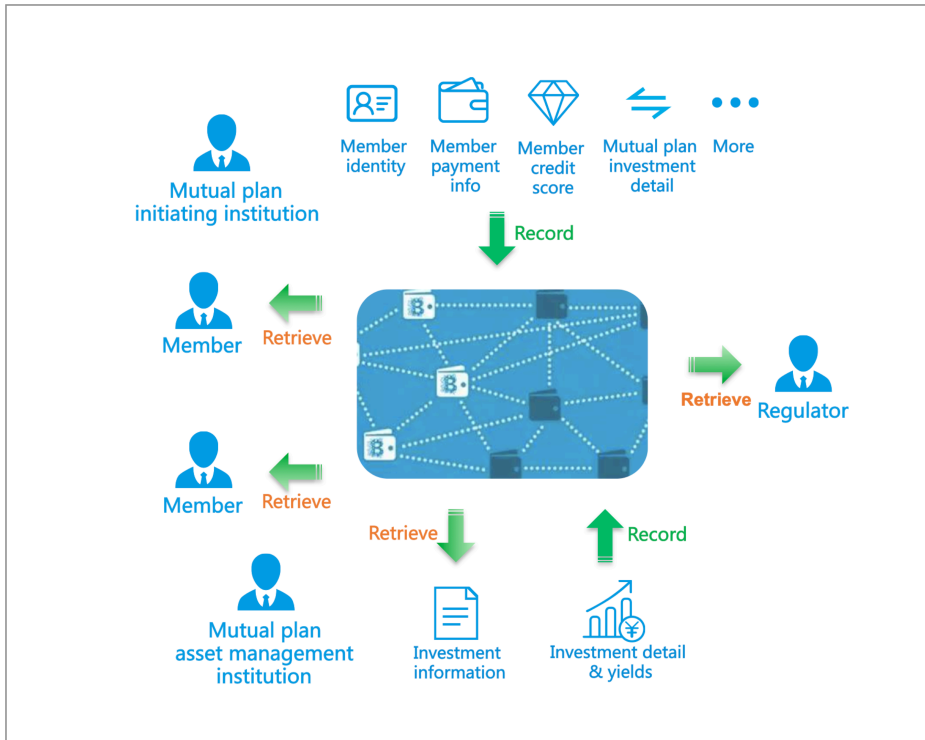 Member
identity
Member
payment
info
Member
credit
score
Mutual plan
investment
detail
More
Mutual plan
initiating institution
Record
Member
Retrieve
Retrieve
Regulator
Member
Retrieve
Retrieve
Record
Mutual plan
asset management
institution
Investment
information
¥
Investment detail
& yields